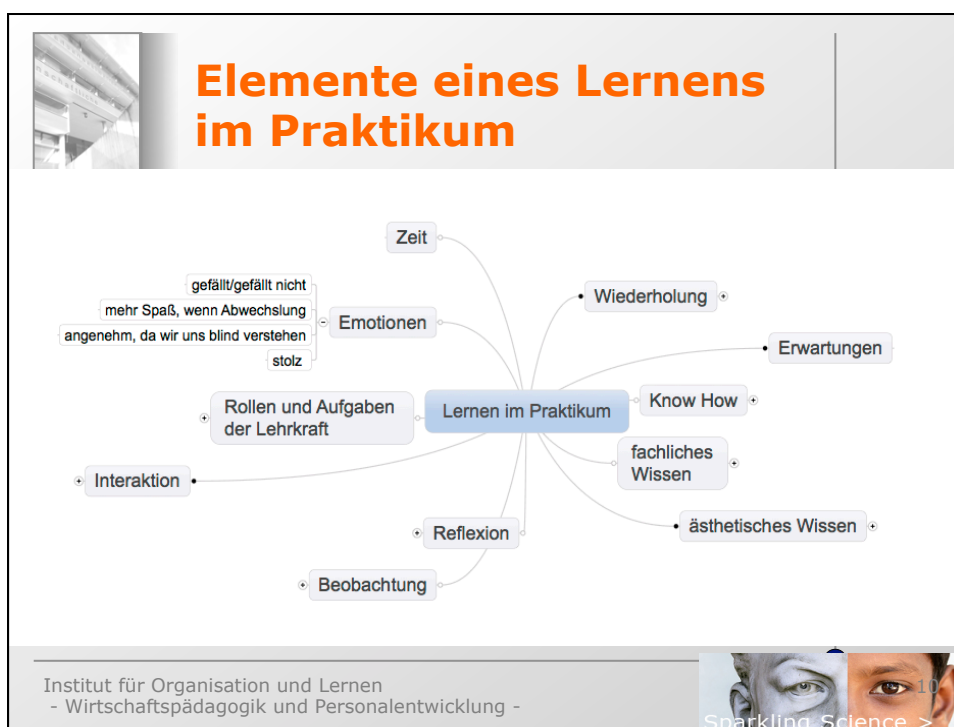 Elemente eines Lernens
im Praktikum
Zeit
gefällt/gefällt nicht
mehr Spaß, wenn Abwechslung
angenehm, da wir uns blind verstehen
stolz
Emotionen
Rollen und Aufgaben
der Lehrkraft
Interaktion
Reflexion
Beobachtung
Lernen im Praktikum
Wiederholung
Erwartungen
Know How
fachliches
Wissen
ästhetisches Wissen
Institut für Organisation und Lernen
- Wirtschaftspädagogik und Personalentwicklung -
10
Sparkling Science >